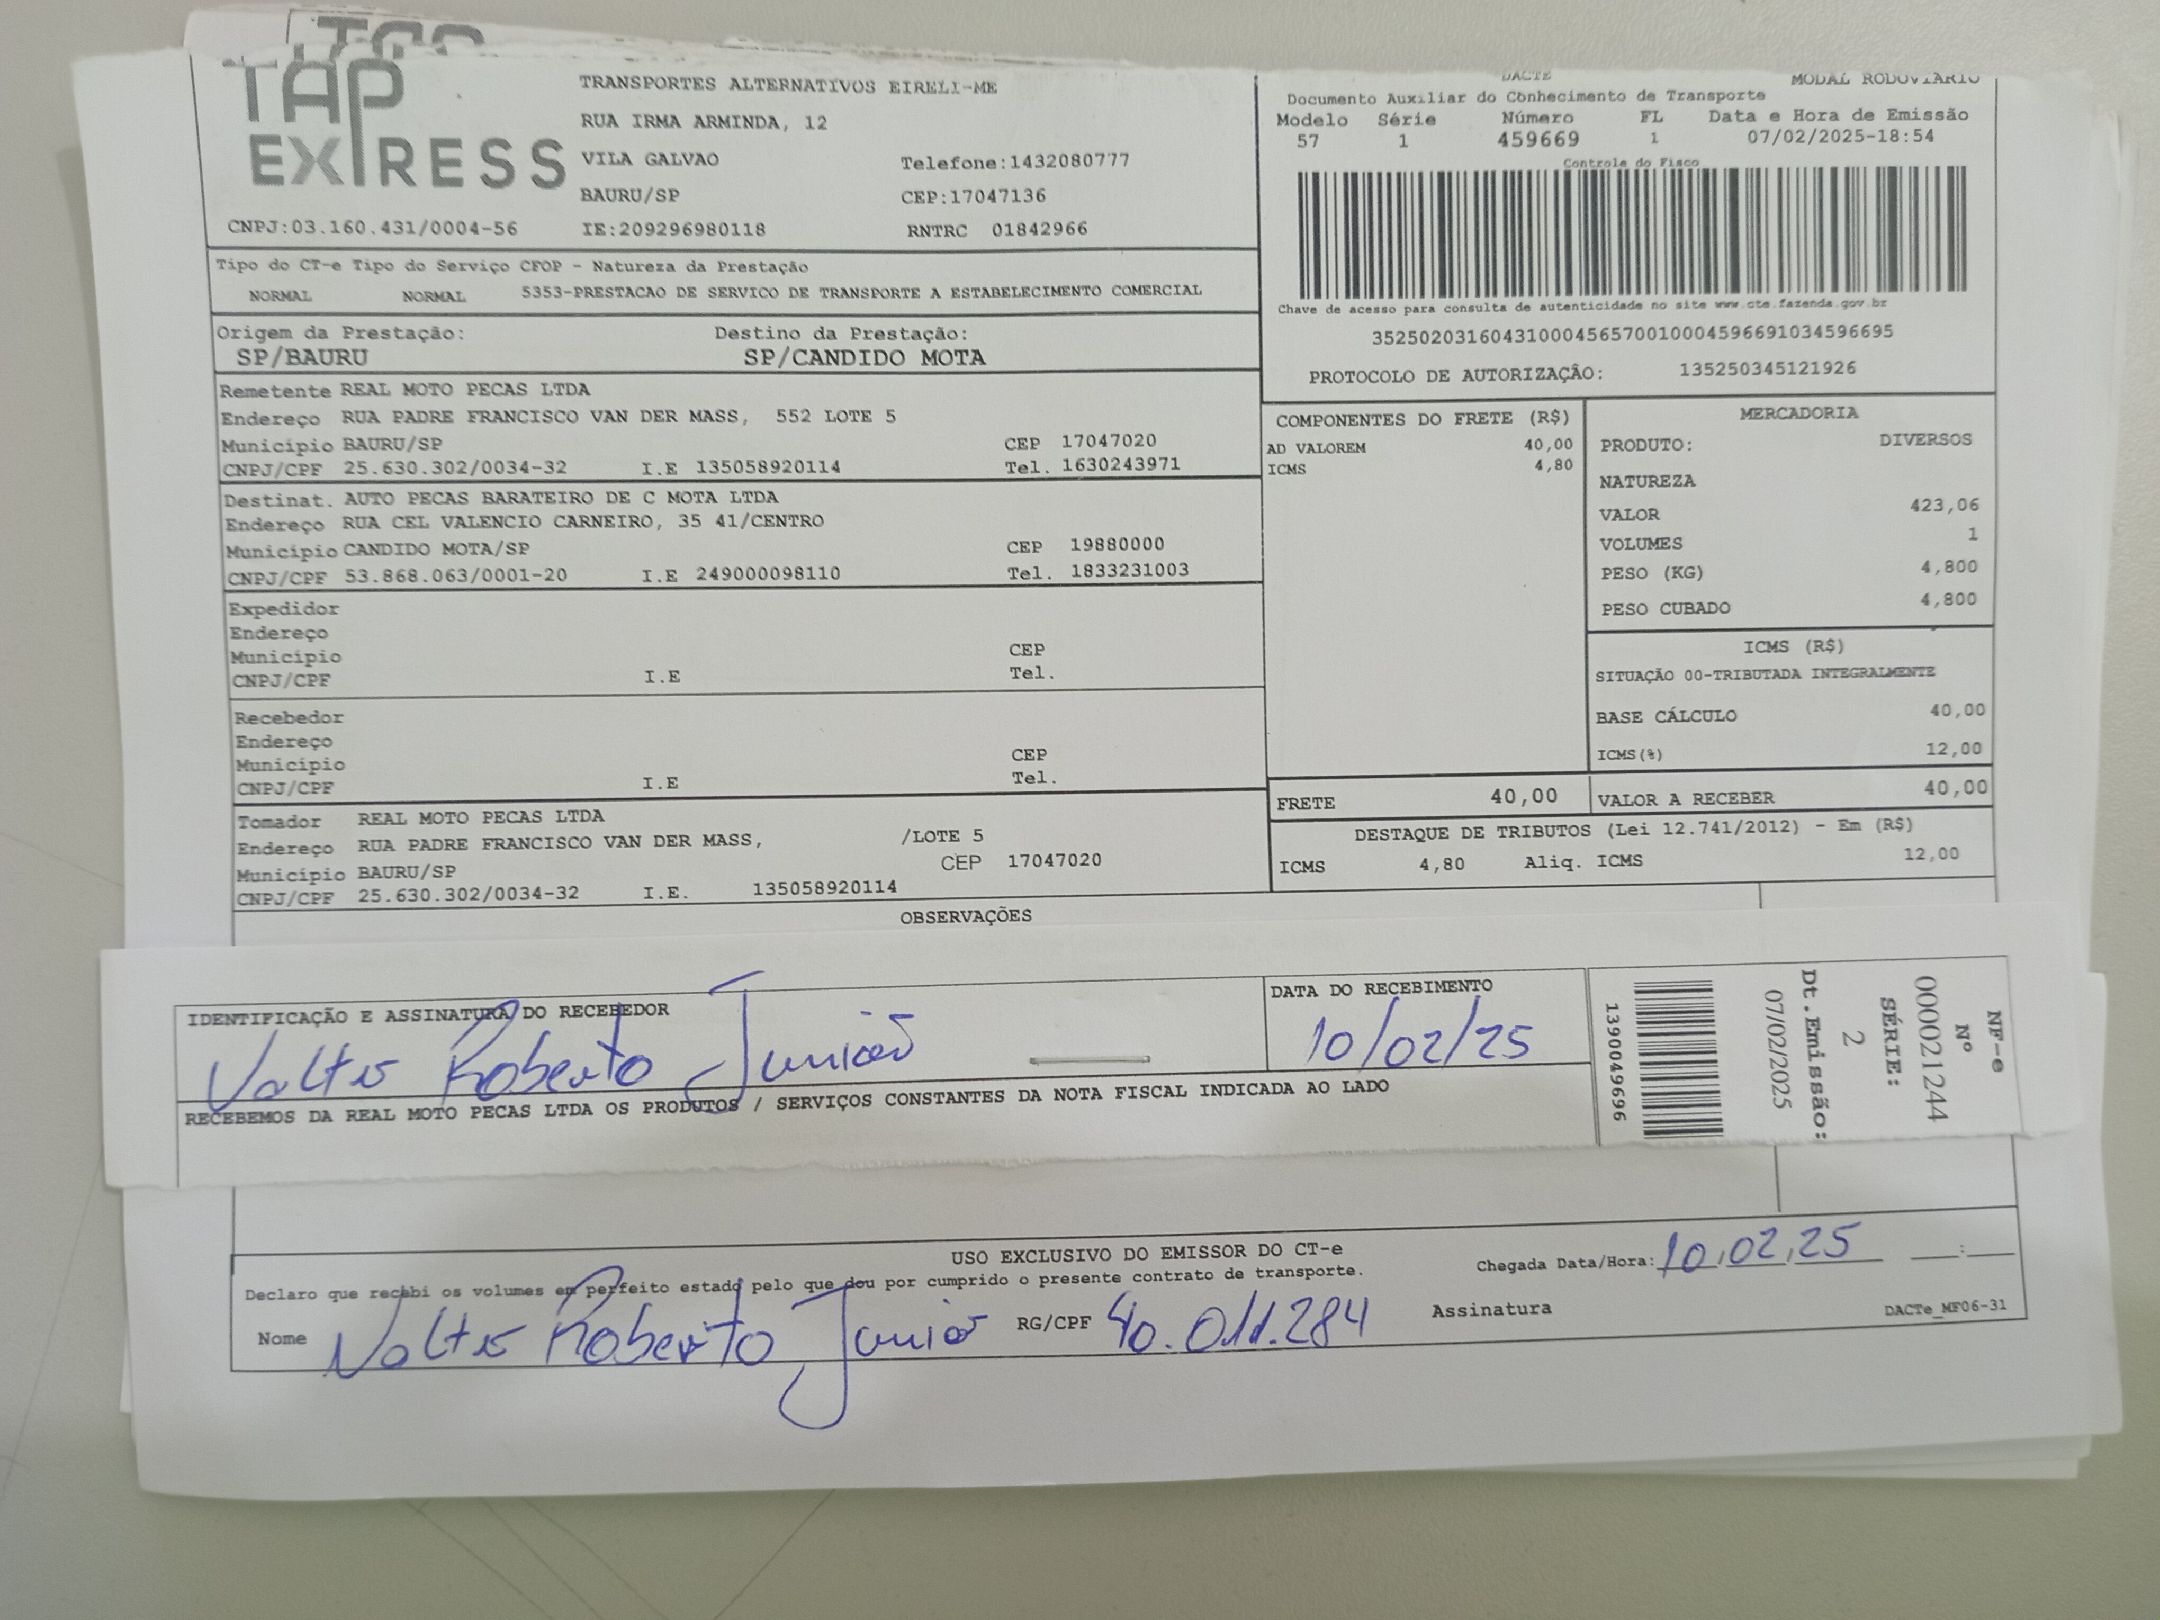 TAP
EXPRESS
TRANSPORTES ALTERNATIVOS EIRELI-ME
RUA IRMA ARMINDA, 12
VILA GALVAO Telefone:1432080777
BAURU/SP CEP:17047136
CNPJ:03.160.431/0004-56 IE:209296980118 RNTRC 01842966
DACTE MODAL RODOVIARIO
Documento Auxiliar do Conhecimento de Transporte
Modelo Série Número FL Data e Hora de Emissão
57 1 459669 1 07/02/2025-18:54
Controle do Fisco
Chave de acesso para consulta de autenticidade no site www.cte.fazenda.gov.br
35250203160431000456570010004596691034596695
PROTOCOLO DE AUTORIZAÇÃO: 135250345121926
Tipo do CT-e Tipo do Serviço CFOP - Natureza da Prestação
NORMAL NORMAL 5353-PRESTACAO DE SERVICO DE TRANSPORTE A ESTABELECIMENTO COMERCIAL
Origem da Prestação: Destino da Prestação:
SP/BAURU SP/CANDIDO MOTA
Remetente REAL MOTO PECAS LTDA
Endereço RUA PADRE FRANCISCO VAN DER MASS, 552 LOTE 5
Município BAURU/SP CEP 17047020
CNPJ/CPF 25.630.302/0034-32 I.E 135058920114 Tel. 1630243971
Destinat. AUTO PECAS BARATEIRO DE C MOTA LTDA
Endereço RUA CEL VALENCIO CARNEIRO, 35 41/CENTRO
Município CANDIDO MOTA/SP CEP 19880000
CNPJ/CPF 53.868.063/0001-20 I.E 249000098110 Tel. 1833231003
Expedidor
Endereço
Município CEP
CNPJ/CPF I.E Tel.
Recebedor
Endereço
Município CEP
CNPJ/CPF I.E Tel.
Tomador REAL MOTO PECAS LTDA
Endereço RUA PADRE FRANCISCO VAN DER MASS, /LOTE 5
Município BAURU/SP CEP 17047020
CNPJ/CPF 25.630.302/0034-32 I.E. 135058920114
COMPONENTES DO FRETE (R$)
AD VALOREM 40,00
ICMS 4,80
MERCADORIA
PRODUTO: DIVERSOS
NATUREZA
VALOR 423,06
VOLUMES 1
PESO (KG) 4,800
PESO CUBADO 4,800
ICMS (R$)
SITUAÇÃO 00-TRIBUTADA INTEGRALMENTE
BASE CÁLCULO 40,00
ICMS(%) 12,00
FRETE 40,00 VALOR A RECEBER 40,00
DESTAQUE DE TRIBUTOS (Lei 12.741/2012) - Em (R$)
ICMS 4,80 Aliq. ICMS 12,00
OBSERVAÇÕES
IDENTIFICAÇÃO E ASSINATURA DO RECEBEDOR DATA DO RECEBIMENTO
Valter Roberto Junior 10/02/25
RECEBEMOS DA REAL MOTO PECAS LTDA OS PRODUTOS / SERVIÇOS CONSTANTES DA NOTA FISCAL INDICADA AO LADO
NF-e
Nº
000021244
SÉRIE:
2
Dt.Emissão:
07/02/2025
1390049696
USO EXCLUSIVO DO EMISSOR DO CT-e
Declaro que recebi os volumes em perfeito estado pelo que dou por cumprido o presente contrato de transporte.
Chegada Data/Hora: 10,02,25 __:__
Nome Valter Roberto Junior RG/CPF 40.011.284 Assinatura
DACTe_MF06-31